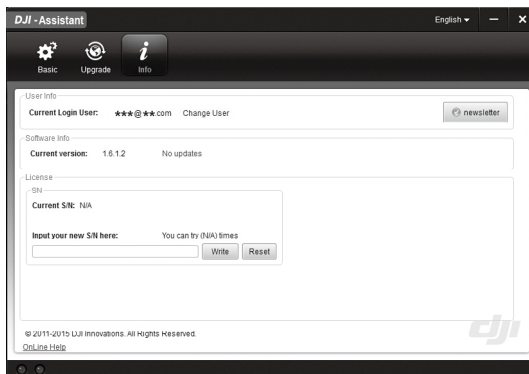 DJI - Assistant English
Basic Upgrade Info
User Info
Current Login User: ★★★@★★.com Change User newsletter
Software Info
Current version: 1.6.1.2 No updates
License
SN
Current S/N: N/A
Input your new S/N here: You can try (N/A) times
Write Reset
© 2011-2015 DJI Innovations. All Rights Reserved.
OnLine Help
dji